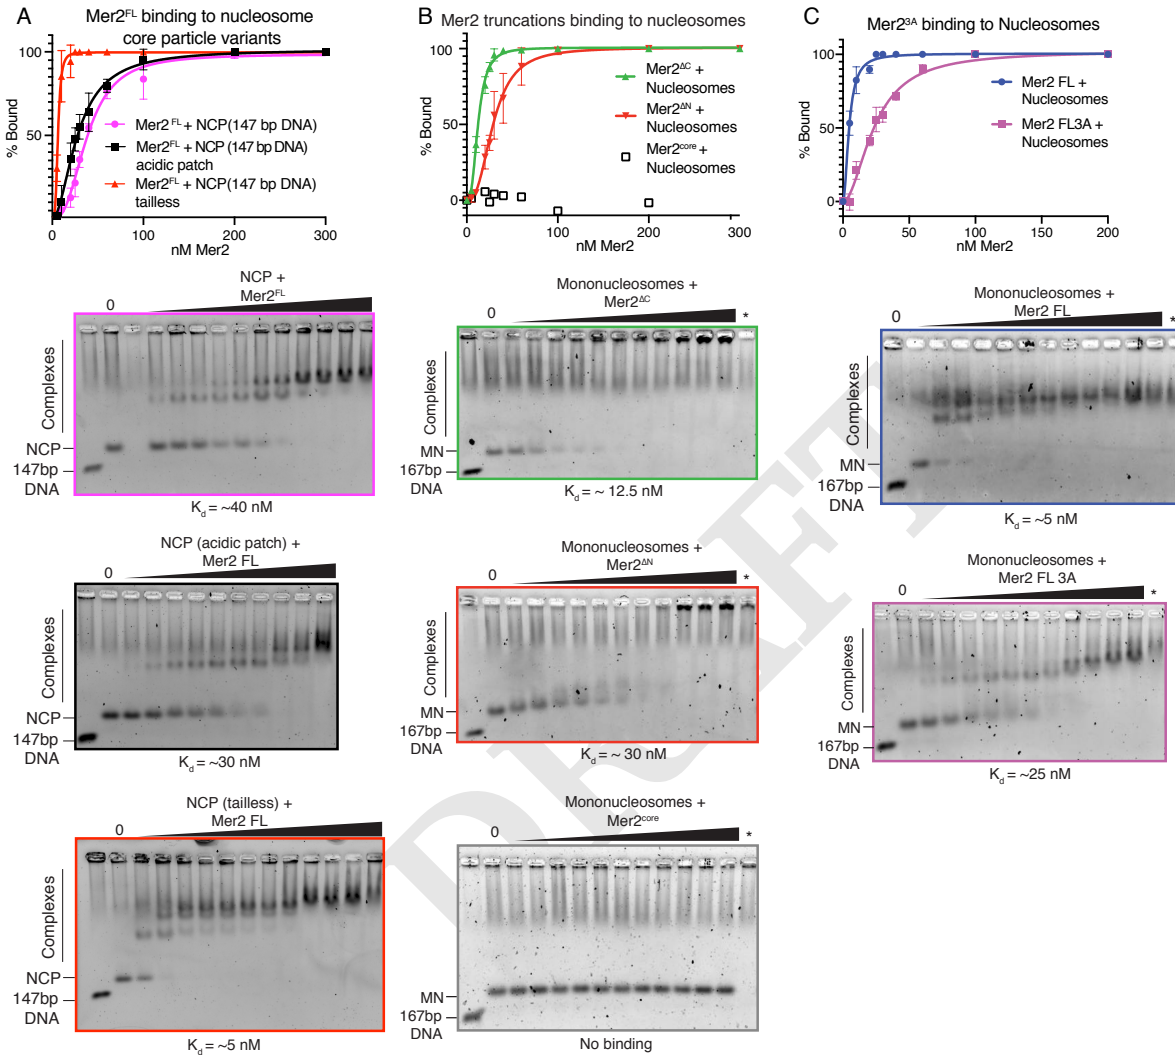 A
Mer2FL binding to nucleosome
core particle variants
100
50
% Bound
0
100
200
300
nM Mer2
Mer2 FL + NCP(147 bp DNA)
Mer2FL + NCP (147 bp DNA)
acidic patch
Mer2FL + NCP(147 bp DNA)
tailless
NCP +
Mer2FL
0
Complexes
NCP
147bp
DNA
Kd = ~40 nM
NCP (acidic patch) +
Mer2 FL
0
Complexes
NCP
147bp
DNA
Kd = ~30 nM
NCP (tailless) +
Mer2 FL
0
Complexes
NCP
147bp
DNA
Kd = ~5 nM
B
Mer2 truncations binding to Nucleosomes
100
50
0
% Bound
0
100
200
300
nM Mer2
Mer2ΔC +
Nucleosomes
Mer2ΔN +
Nucleosomes
Mer2core +
Nucleosomes
Mononucleosomes +
Mer2ΔC
0
*
Complexes
MN
167bp
DNA
Kd = ~ 12.5 nM
Mononucleosomes +
Mer2ΔN
0
*
Complexes
MN
167bp
DNA
Kd = ~ 30 nM
Mononucleosomes +
Mer2core
0
*
Complexes
MN
167bp
DNA
No binding
C
Mer23A binding to Nucleosomes
100
50
0
% Bound
0
50
100
150
200
nM Mer2
Mer2 FL +
Nucleosomes
Mer2 FL3A +
Nucleosomes
Mononucleosomes +
Mer2 FL
0
*
Complexes
MN
167bp
DNA
Kd = ~5 nM
Mononucleosomes +
Mer2 FL 3A
0
*
Complexes
MN
167bp
DNA
Kd = ~25 nM
DRAFT